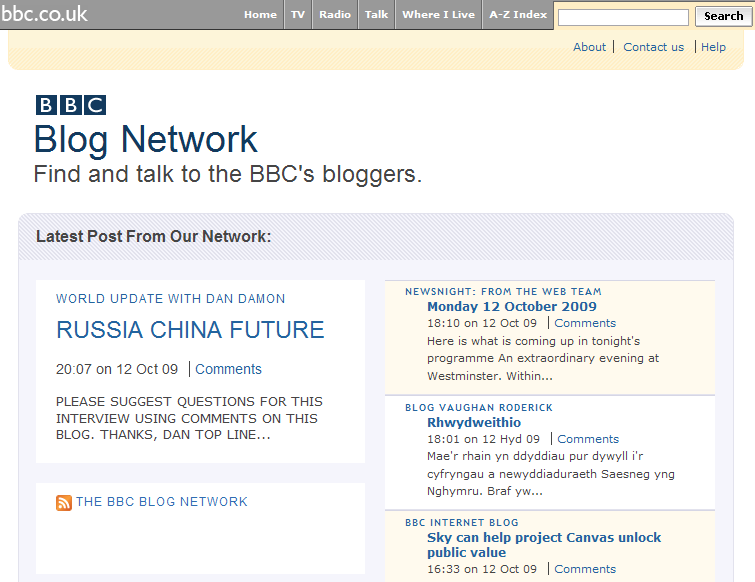 bbc.co.uk
Home TV Radio Talk Where I Live A-Z Index Search
About Contact us Help
BBC
Blog Network
Find and talk to the BBC's bloggers.
Latest Post From Our Network:
WORLD UPDATE WITH DAN DAMON
RUSSIA CHINA FUTURE
20:07 on 12 Oct 09 Comments
PLEASE SUGGEST QUESTIONS FOR THIS
INTERVIEW USING COMMENTS ON THIS
BLOG. THANKS, DAN TOP LINE...
THE BBC BLOG NETWORK
NEWSNIGHT: FROM THE WEB TEAM
Monday 12 October 2009
18:10 on 12 Oct 09 Comments
Here is what is coming up in tonight's
programme An extraordinary evening at
Westminster. Within...
BLOG VAUGHAN RODERICK
Rhwydweithio
18:01 on 12 Hyd 09 Comments
Mae'r rhain yn ddyddiau pur dywyll i'r
cyfryngau a newyddiaduraeth Saesneg yng
Nghymru. Braf yw...
BBC INTERNET BLOG
Sky can help project Canvas unlock
public value
16:33 on 12 Oct 09 Comments